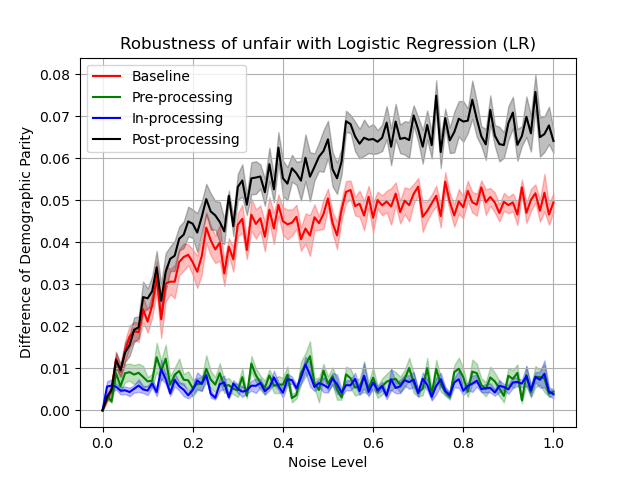 Robustness of unfair with Logistic Regression (LR)
Baseline
Pre-processing
In-processing
Post-processing
Difference of Demographic Parity
0.08
0.07
0.06
0.05
0.04
0.03
0.02
0.01
0.00
0.0 0.2 0.4 0.6 0.8 1.0
Noise Level